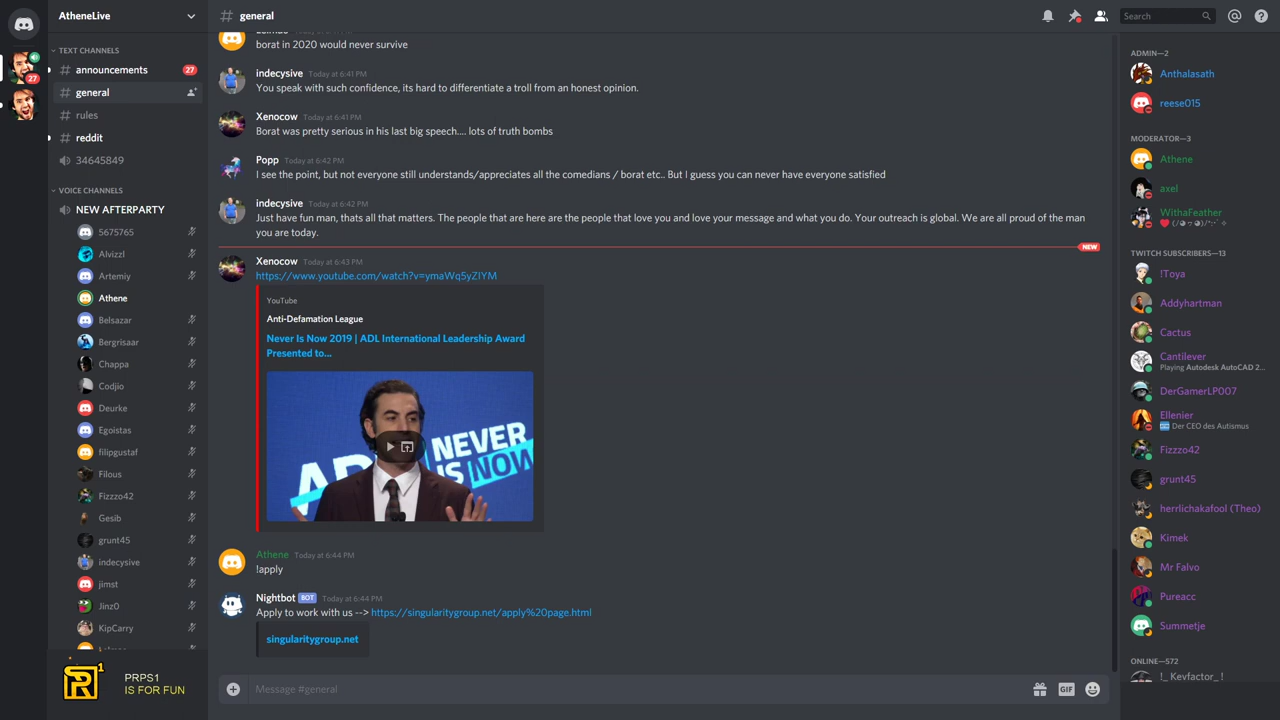 27
AtheneLive
TEXT CHANNELS
# announcements 27
# general
# rules
# reddit
34645849
VOICE CHANNELS
NEW AFTERPARTY
5675765
Alvizzl
Artemiy
Athene
Belsazar
Bergrisaar
Chappa
Codjio
Deurke
Egoistas
filipgustaf
Filous
Fizzzo42
Gesib
grunt45
indecysive
jimst
Jinz0
KipCarry
R1
PRPS1
IS FOR FUN
# general
Search
borat in 2020 would never survive
indecysive Today at 6:41 PM
You speak with such confidence, its hard to differentiate a troll from an honest opinion.
Xenocow Today at 6:41 PM
Borat was pretty serious in his last big speech.... lots of truth bombs
Popp Today at 6:42 PM
I see the point, but not everyone still understands/appreciates all the comedians / borat etc.. But I guess you can never have everyone satisfied
indecysive Today at 6:42 PM
Just have fun man, thats all that matters. The people that are here are the people that love you and love your message and what you do. Your outreach is global. We are all proud of the man
you are today.
NEW
Xenocow Today at 6:43 PM
https://www.youtube.com/watch?v=ymaWq5yZIYM
YouTube
Anti-Defamation League
Never Is Now 2019 | ADL International Leadership Award
Presented to...
NEVER
IS NOW
Athene Today at 6:44 PM
!apply
Nightbot BOT Today at 6:44 PM
Apply to work with us --> https://singularitygroup.net/apply%20page.html
singularitygroup.net
Message #general
GIF
ADMIN—2
Anthalasath
reese015
MODERATOR—3
Athene
axel
WithaFeather
TWITCH SUBSCRIBERS—13
!Toya
Addyhartman
Cactus
Cantilever
Playing Autodesk AutoCAD 2...
DerGamerLP007
Ellenier
Der CEO des Autismus
Fizzzo42
grunt45
herrlichakafool (Theo)
Kimek
Mr Falvo
Pureacc
Summetje
ONLINE—572
!_ Kevfactor_ !